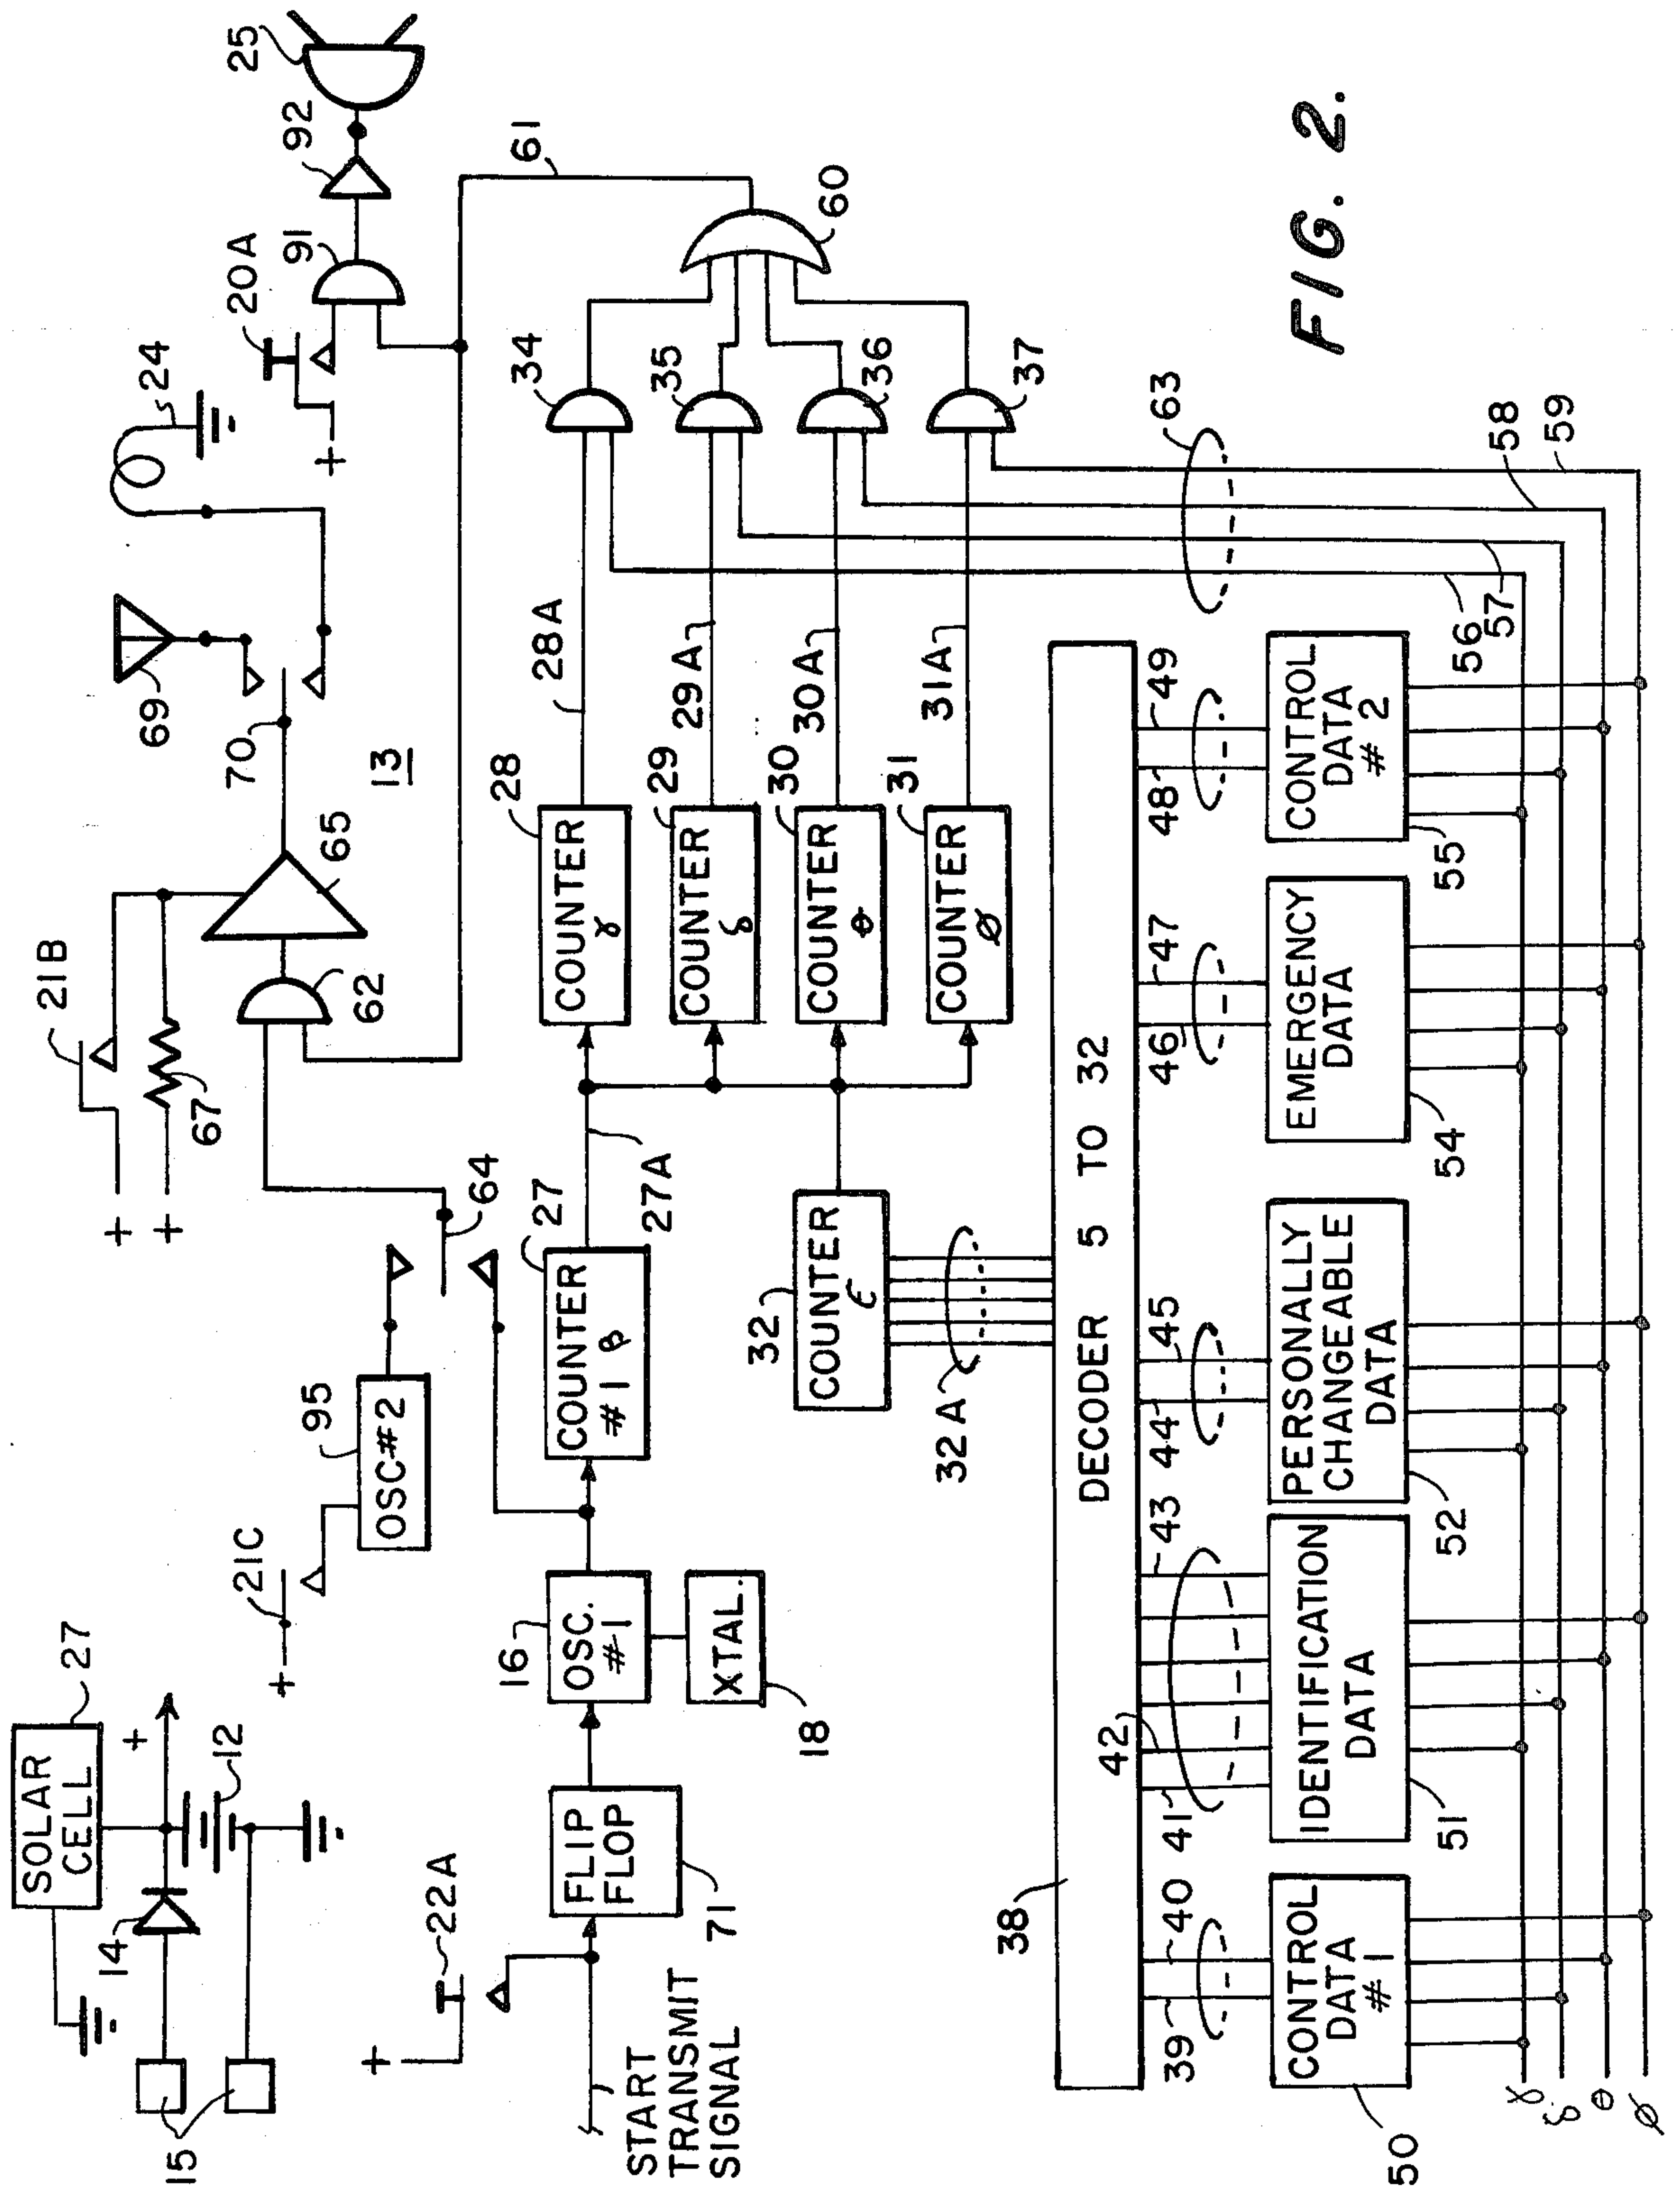 FIG. 2.
SOLAR
CELL
27
+
12
14
15
21C
+
OSC#2
95
64
21B
+
+
67
62
65
70
69
13
24
20A
+
91
92
25
61
60
+
22A
START
TRANSMIT
SIGNAL
FLIP
FLOP
71
16
OSC.
#1
XTAL.
18
27
COUNTER
#1 β
27A
28
COUNTER
γ
28A
29
COUNTER
δ
29A
30
COUNTER
θ
30A
31
COUNTER
Ø
31A
34
35
36
37
32
COUNTER
ϵ
32A
38
DECODER 5 TO 32
39
40
41
42
43
44
45
46
47
48
49
63
CONTROL
DATA
#1
50
IDENTIFICATION
DATA
51
PERSONALLY
CHANGEABLE
DATA
52
EMERGENCY
DATA
54
CONTROL
DATA
# 2
55
56
57
58
59
γ
δ
θ
Ø